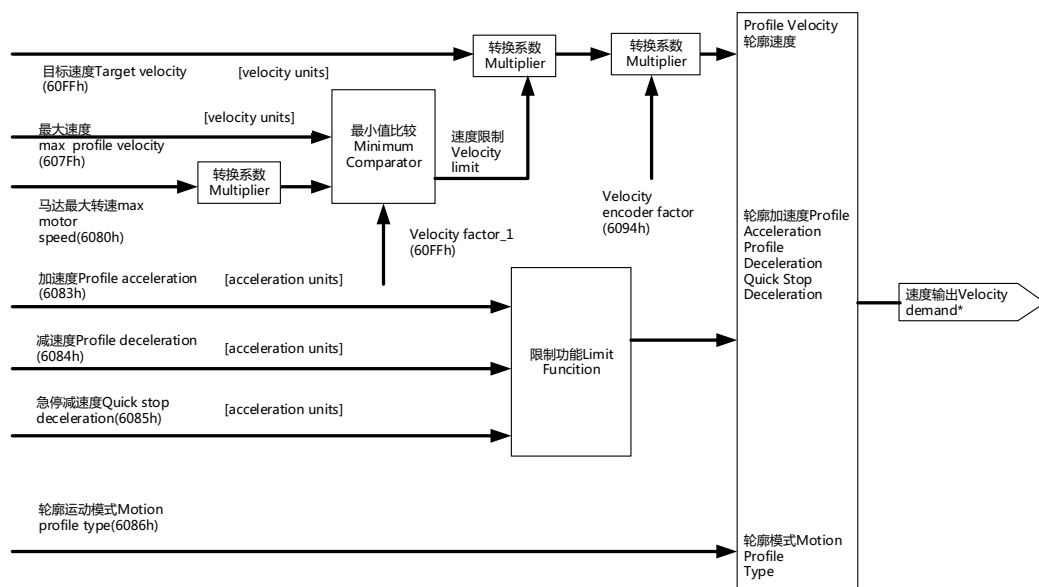 目标速度Target velocity
(60FFh)
[velocity units]
转换系数
Multiplier
转换系数
Multiplier
Profile Velocity
轮廓速度
最大速度
max  profile velocity
(607Fh)
[velocity units]
最小值比较
Minimum
Comparator
速度限制
Velocity
limit
转换系数
Multiplier
马达最大转速max
motor
speed(6080h)
Velocity factor_1
(60FFh)
Velocity
encoder factor
(6094h)
轮廓加速度Profile
Acceleration
Profile
Deceleration
Quick Stop
Deceleration
加速度Profile acceleration
(6083h)
[acceleration units]
减速度Profile deceleration
(6084h)
[acceleration units]
急停减速度Quick stop
deceleration(6085h)
[acceleration units]
限制功能Limit
Funcition
速度输出Velocity
demand*
轮廓运动模式Motion
profile type(6086h)
轮廓模式Motion
Profile
Type